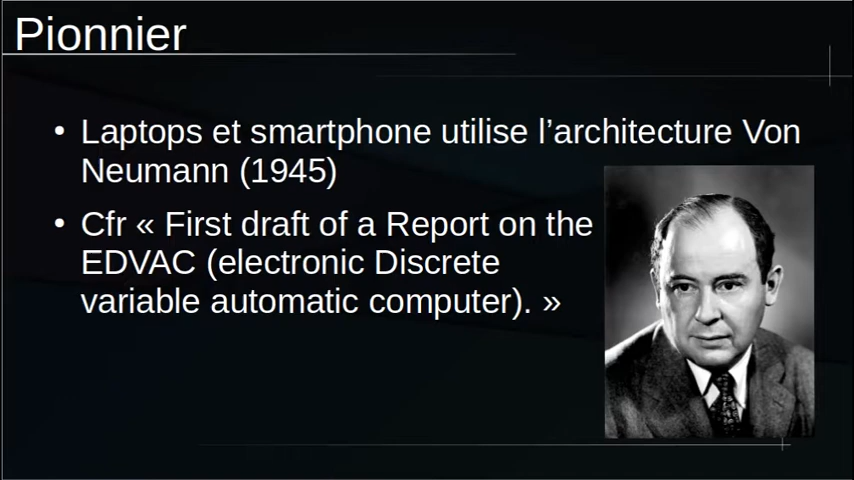 Pionnier
• Laptops et smartphone utilise l’architecture Von
Neumann (1945)
• Cfr « First draft of a Report on the
EDVAC (electronic Discrete
variable automatic computer). »